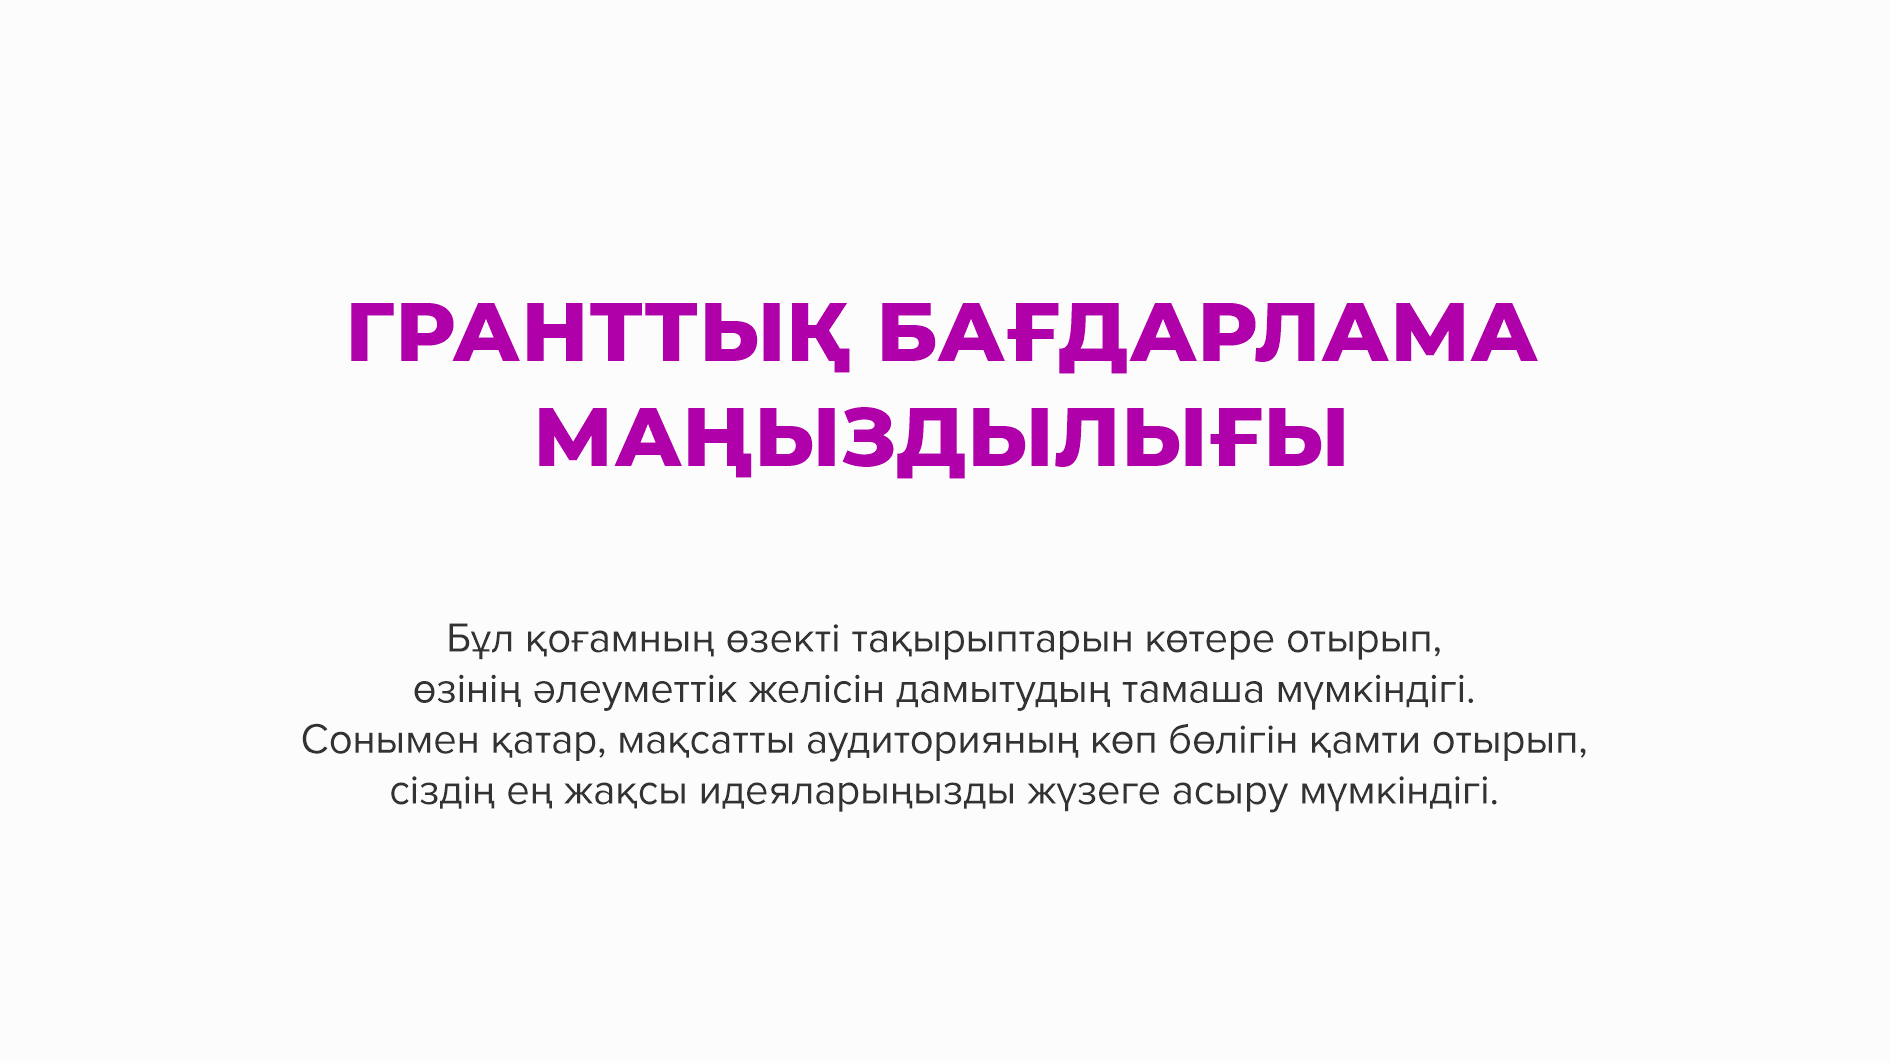 ГРАНТТЫҚ БАҒДАРЛАМА
МАҢЫЗДЫЛЫҒЫ
Бұл қоғамның өзекті тақырыптарын көтере отырып,
өзінің әлеуметтік желісін дамытудың тамаша мүмкіндігі.
Сонымен қатар, мақсатты аудиторияның көп бөлігін қамти отырып,
сіздің ең жақсы идеяларыңызды жүзеге асыру мүмкіндігі.